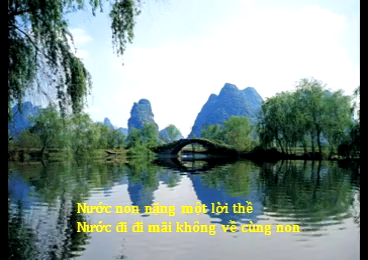 Nước non nặng một lời thề
Nước đi đi mãi không về cùng non